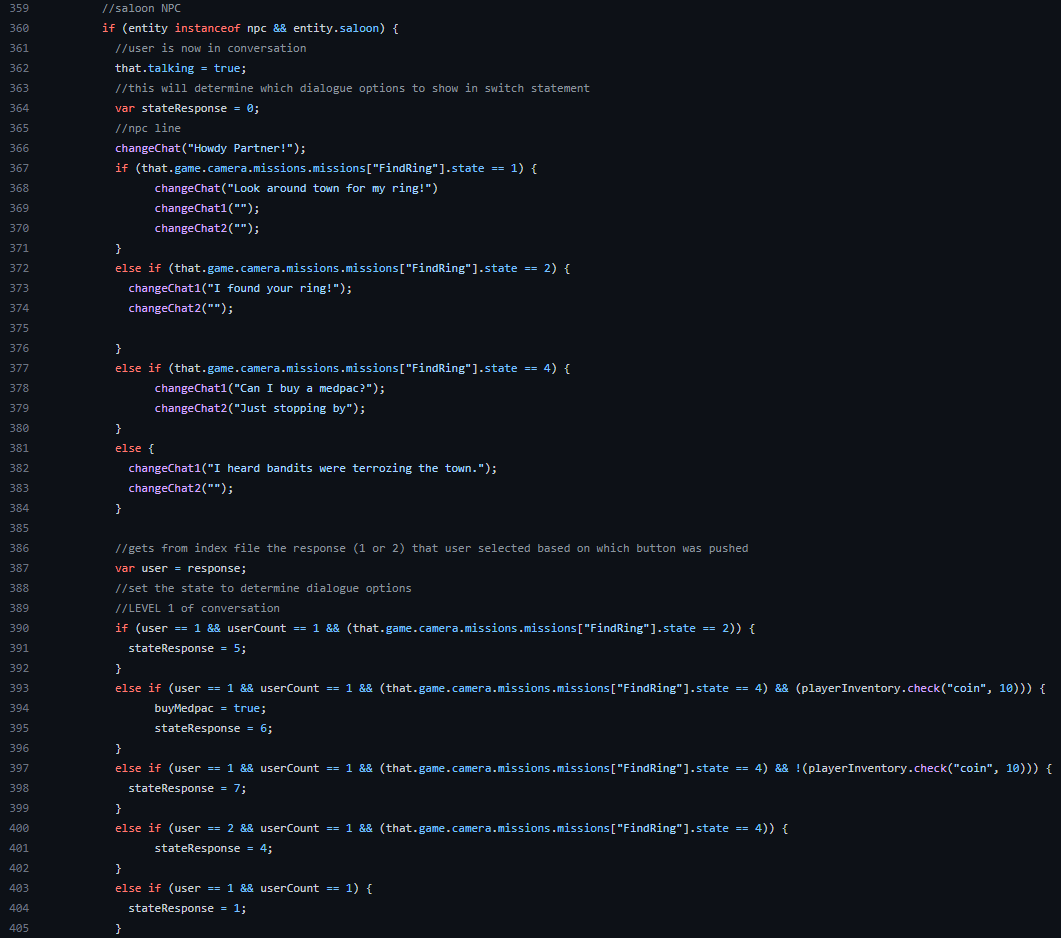 359 //saloon NPC
360 if (entity instanceof npc && entity.saloon) {
361 //user is now in conversation
362 that.talking = true;
363 //this will determine which dialogue options to show in switch statement
364 var stateResponse = 0;
365 //npc line
366 changeChat("Howdy Partner!");
367 if (that.game.camera.missions.missions["FindRing"].state == 1) {
368 changeChat("Look around town for my ring!")
369 changeChat1("");
370 changeChat2("");
371 }
372 else if (that.game.camera.missions.missions["FindRing"].state == 2) {
373 changeChat1("I found your ring!");
374 changeChat2("");
375
376 }
377 else if (that.game.camera.missions.missions["FindRing"].state == 4) {
378 changeChat1("Can I buy a medpac?");
379 changeChat2("Just stopping by");
380 }
381 else {
382 changeChat1("I heard bandits were terrozing the town.");
383 changeChat2("");
384 }
385
386 //gets from index file the response (1 or 2) that user selected based on which button was pushed
387 var user = response;
388 //set the state to determine dialogue options
389 //LEVEL 1 of conversation
390 if (user == 1 && userCount == 1 && (that.game.camera.missions.missions["FindRing"].state == 2)) {
391 stateResponse = 5;
392 }
393 else if (user == 1 && userCount == 1 && (that.game.camera.missions.missions["FindRing"].state == 4) && (playerInventory.check("coin", 10))) {
394 buyMedpac = true;
395 stateResponse = 6;
396 }
397 else if (user == 1 && userCount == 1 && (that.game.camera.missions.missions["FindRing"].state == 4) && !(playerInventory.check("coin", 10))) {
398 stateResponse = 7;
399 }
400 else if (user == 2 && userCount == 1 && (that.game.camera.missions.missions["FindRing"].state == 4)) {
401 stateResponse = 4;
402 }
403 else if (user == 1 && userCount == 1) {
404 stateResponse = 1;
405 }